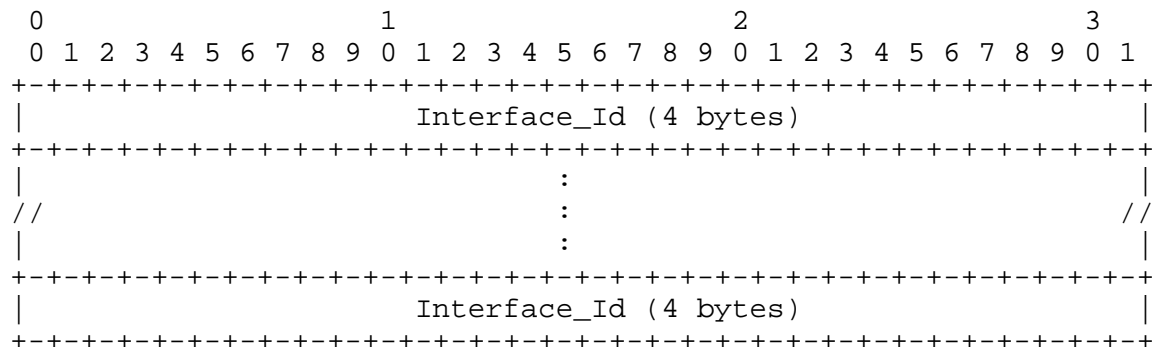 0                   1                   2                   3
 0 1 2 3 4 5 6 7 8 9 0 1 2 3 4 5 6 7 8 9 0 1 2 3 4 5 6 7 8 9 0 1
+-+-+-+-+-+-+-+-+-+-+-+-+-+-+-+-+-+-+-+-+-+-+-+-+-+-+-+-+-+-+-+-+
|                      Interface_Id (4 bytes)                   |
+-+-+-+-+-+-+-+-+-+-+-+-+-+-+-+-+-+-+-+-+-+-+-+-+-+-+-+-+-+-+-+-+
|                              :                                |
//                             :                               //
|                              :                                |
+-+-+-+-+-+-+-+-+-+-+-+-+-+-+-+-+-+-+-+-+-+-+-+-+-+-+-+-+-+-+-+-+
|                      Interface_Id (4 bytes)                   |
+-+-+-+-+-+-+-+-+-+-+-+-+-+-+-+-+-+-+-+-+-+-+-+-+-+-+-+-+-+-+-+-+